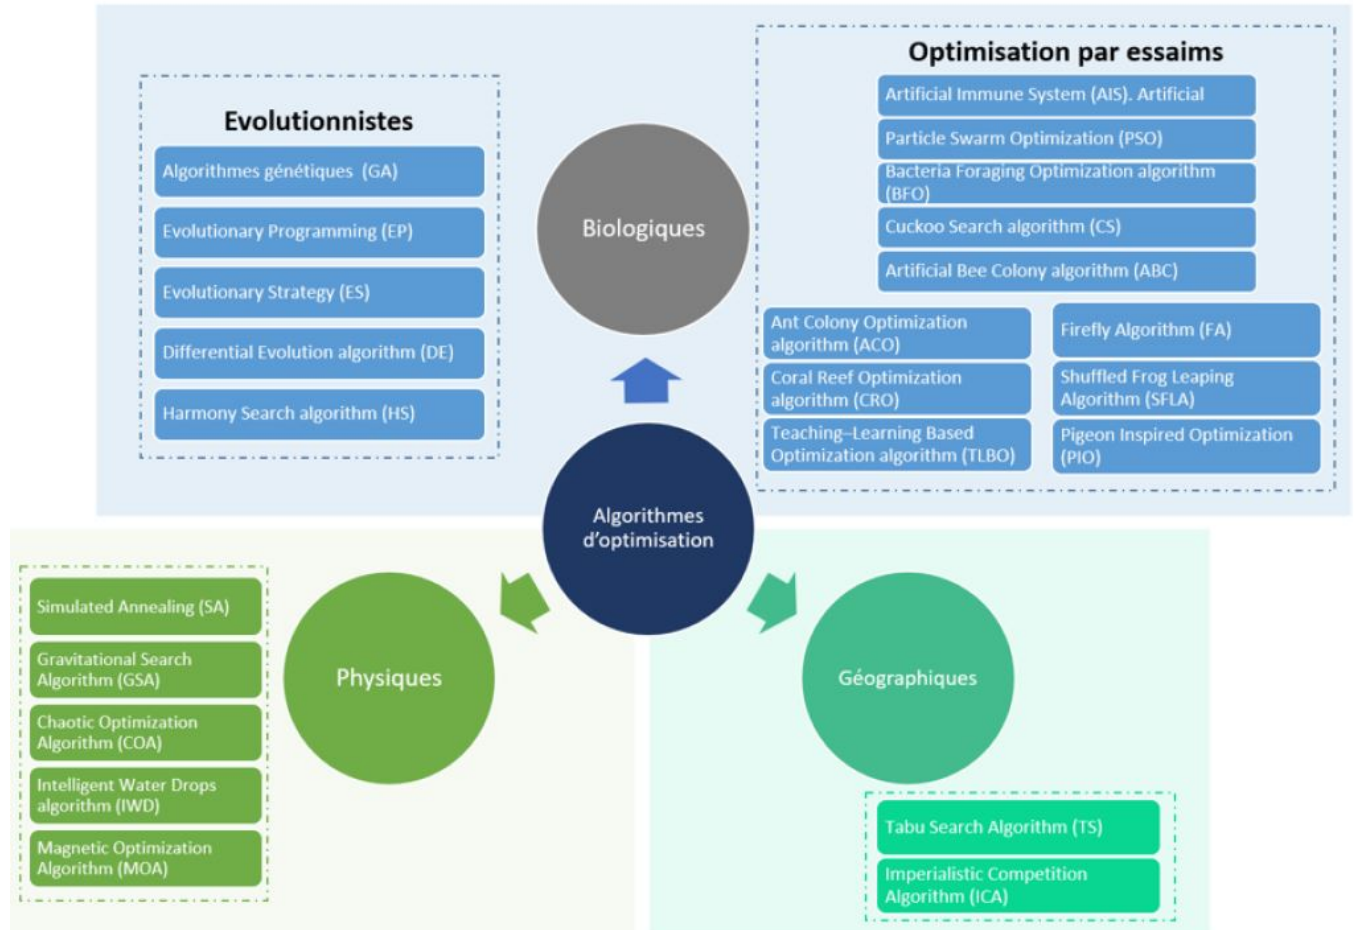 Evolutionnistes
Algorithmes génétiques (GA)
Evolutionary Programming (EP)
Evolutionary Strategy (ES)
Differential Evolution algorithm (DE)
Harmony Search algorithm (HS)
Biologiques
Optimisation par essaims
Artificial Immune System (AIS). Artificial
Particle Swarm Optimization (PSO)
Bacteria Foraging Optimization algorithm
(BFO)
Cuckoo Search algorithm (CS)
Artificial Bee Colony algorithm (ABC)
Ant Colony Optimization
algorithm (ACO)
Coral Reef Optimization
algorithm (CRO)
Teaching–Learning Based
Optimization algorithm (TLBO)
Firefly Algorithm (FA)
Shuffled Frog Leaping
Algorithm (SFLA)
Pigeon Inspired Optimization
(PIO)
Algorithmes
d'optimisation
Simulated Annealing (SA)
Gravitational Search
Algorithm (GSA)
Chaotic Optimization
Algorithm (COA)
Intelligent Water Drops
algorithm (IWD)
Magnetic Optimization
Algorithm (MOA)
Physiques
Géographiques
Tabu Search Algorithm (TS)
Imperialistic Competition
Algorithm (ICA)